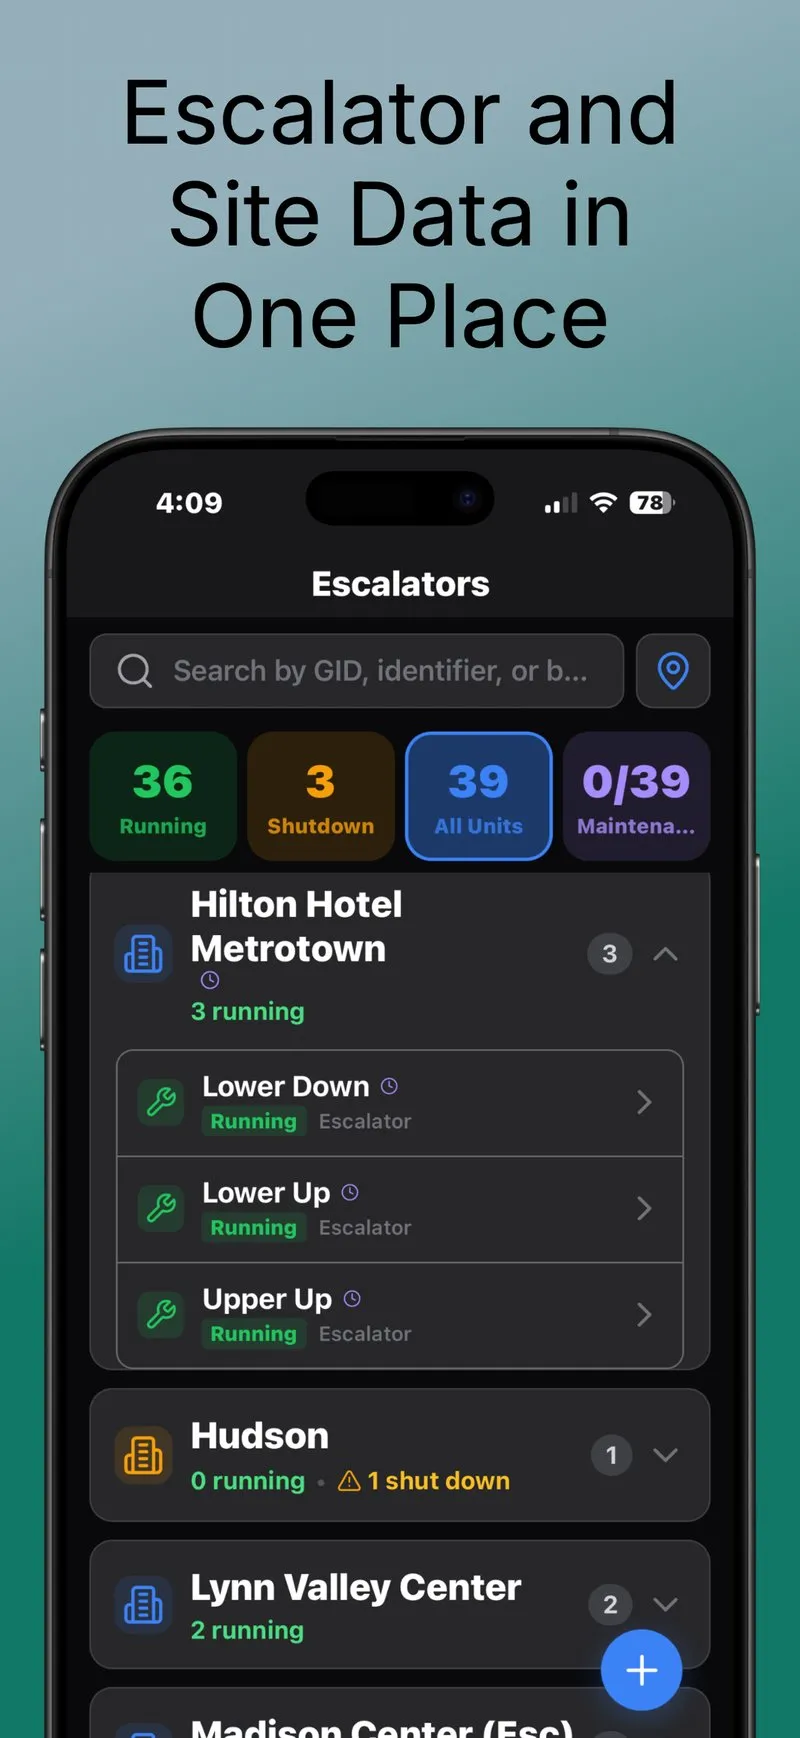 Escalator and
Site Data in
One Place
4:09
78
Escalators
Search by GID, identifier, or b...
36
Running
3
Shutdown
39
All Units
0/39
Maintena...
Hilton Hotel
Metrotown
3
3 running
Lower Down
Running Escalator
Lower Up
Running Escalator
Upper Up
Running Escalator
Hudson
1
0 running • 1 shut down
Lynn Valley Center
2
2 running
Madison Center (Esc)